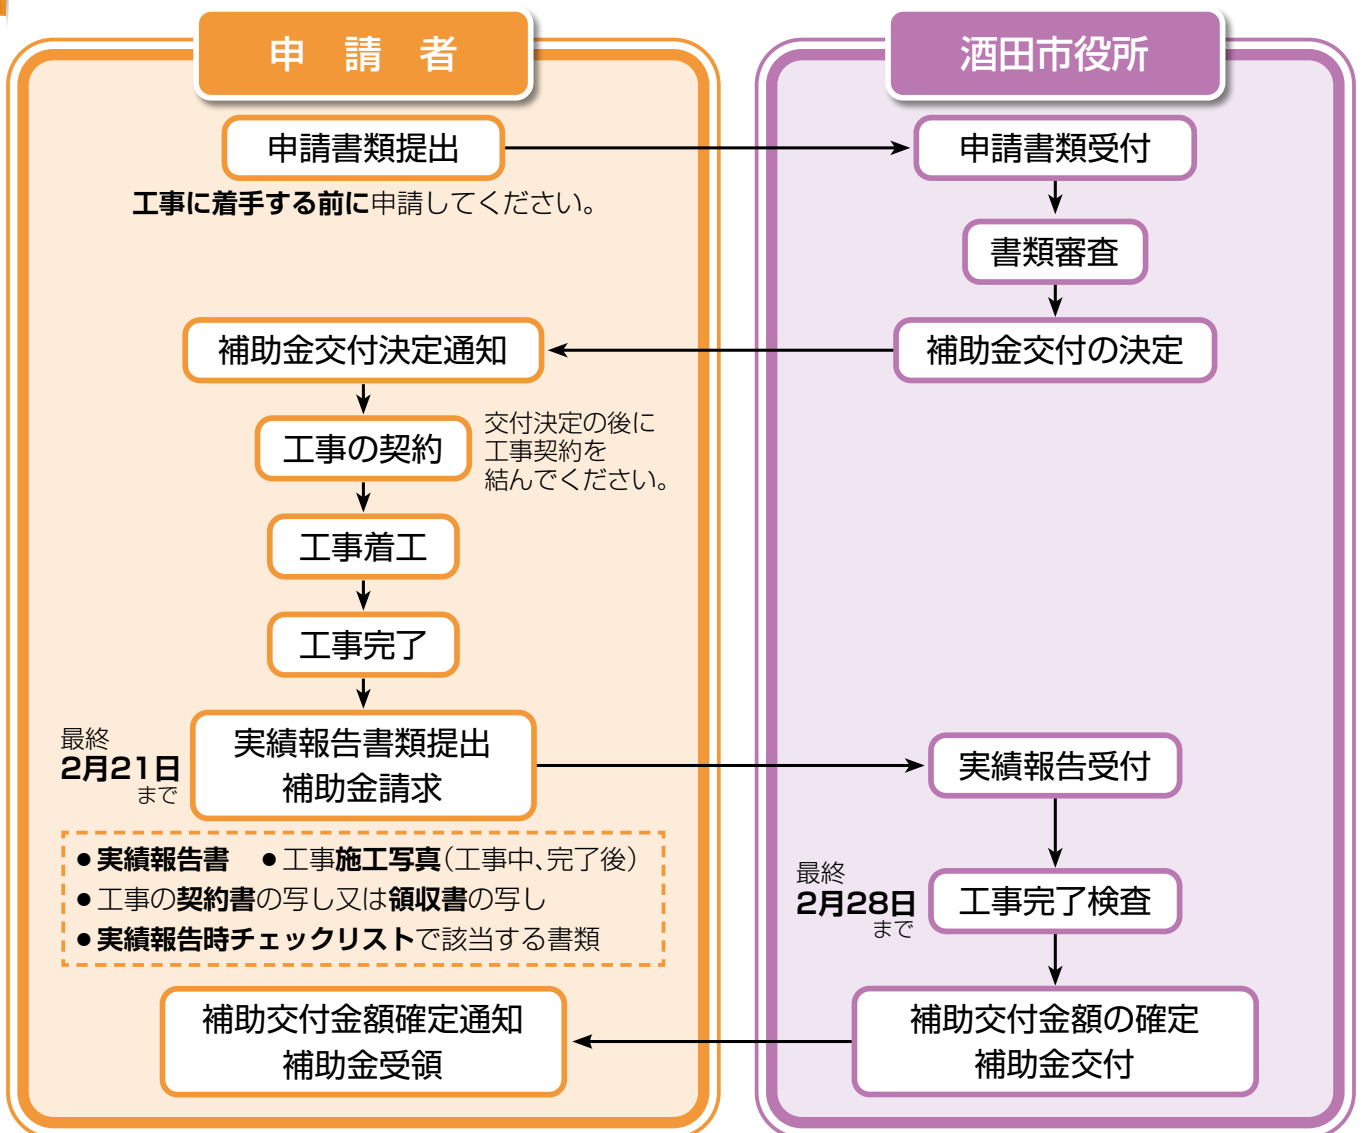 申請者
酒田市役所
申請書類提出
申請書類受付
工事に着手する前に申請してください。
書類審査
補助金交付決定通知
補助金交付の決定
工事の契約
交付決定の後に
工事契約を
結んでください。
工事着工
工事完了
最終
2月21日
まで
実績報告書類提出
補助金請求
実績報告受付
●実績報告書 ●工事施工写真(工事中、完了後)
●工事の契約書の写し又は領収書の写し
●実績報告時チェックリストで該当する書類
最終
2月28日
まで
工事完了検査
補助交付金額確定通知
補助金受領
補助交付金額の確定
補助金交付